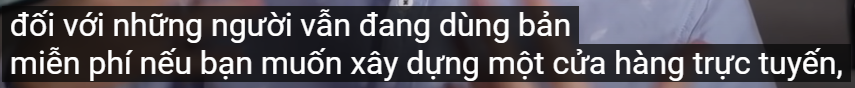 đối với những người vẫn đang dùng bản
miễn phí nếu bạn muốn xây dựng một cửa hàng trực tuyến,